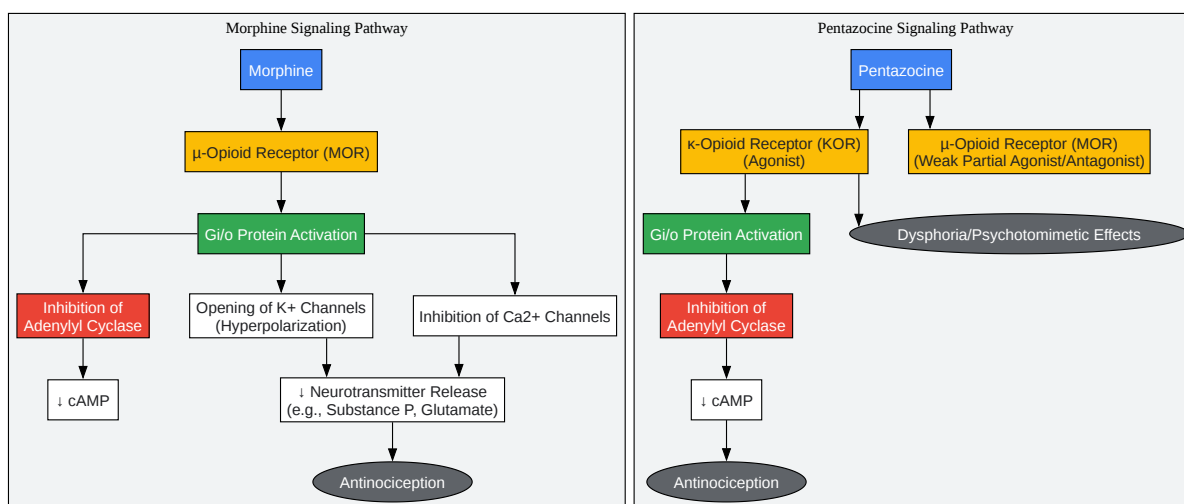 Morphine Signaling Pathway
Morphine
µ-Opioid Receptor (MOR)
Gi/o Protein Activation
Inhibition of
Adenylyl Cyclase
Opening of K+ Channels
(Hyperpolarization)
Inhibition of Ca2+ Channels
↓ cAMP
↓ Neurotransmitter Release
(e.g., Substance P, Glutamate)
Antinociception
Pentazocine Signaling Pathway
Pentazocine
κ-Opioid Receptor (KOR)
(Agonist)
µ-Opioid Receptor (MOR)
(Weak Partial Agonist/Antagonist)
Gi/o Protein Activation
Dysphoria/Psychotomimetic Effects
Inhibition of
Adenylyl Cyclase
↓ cAMP
Antinociception